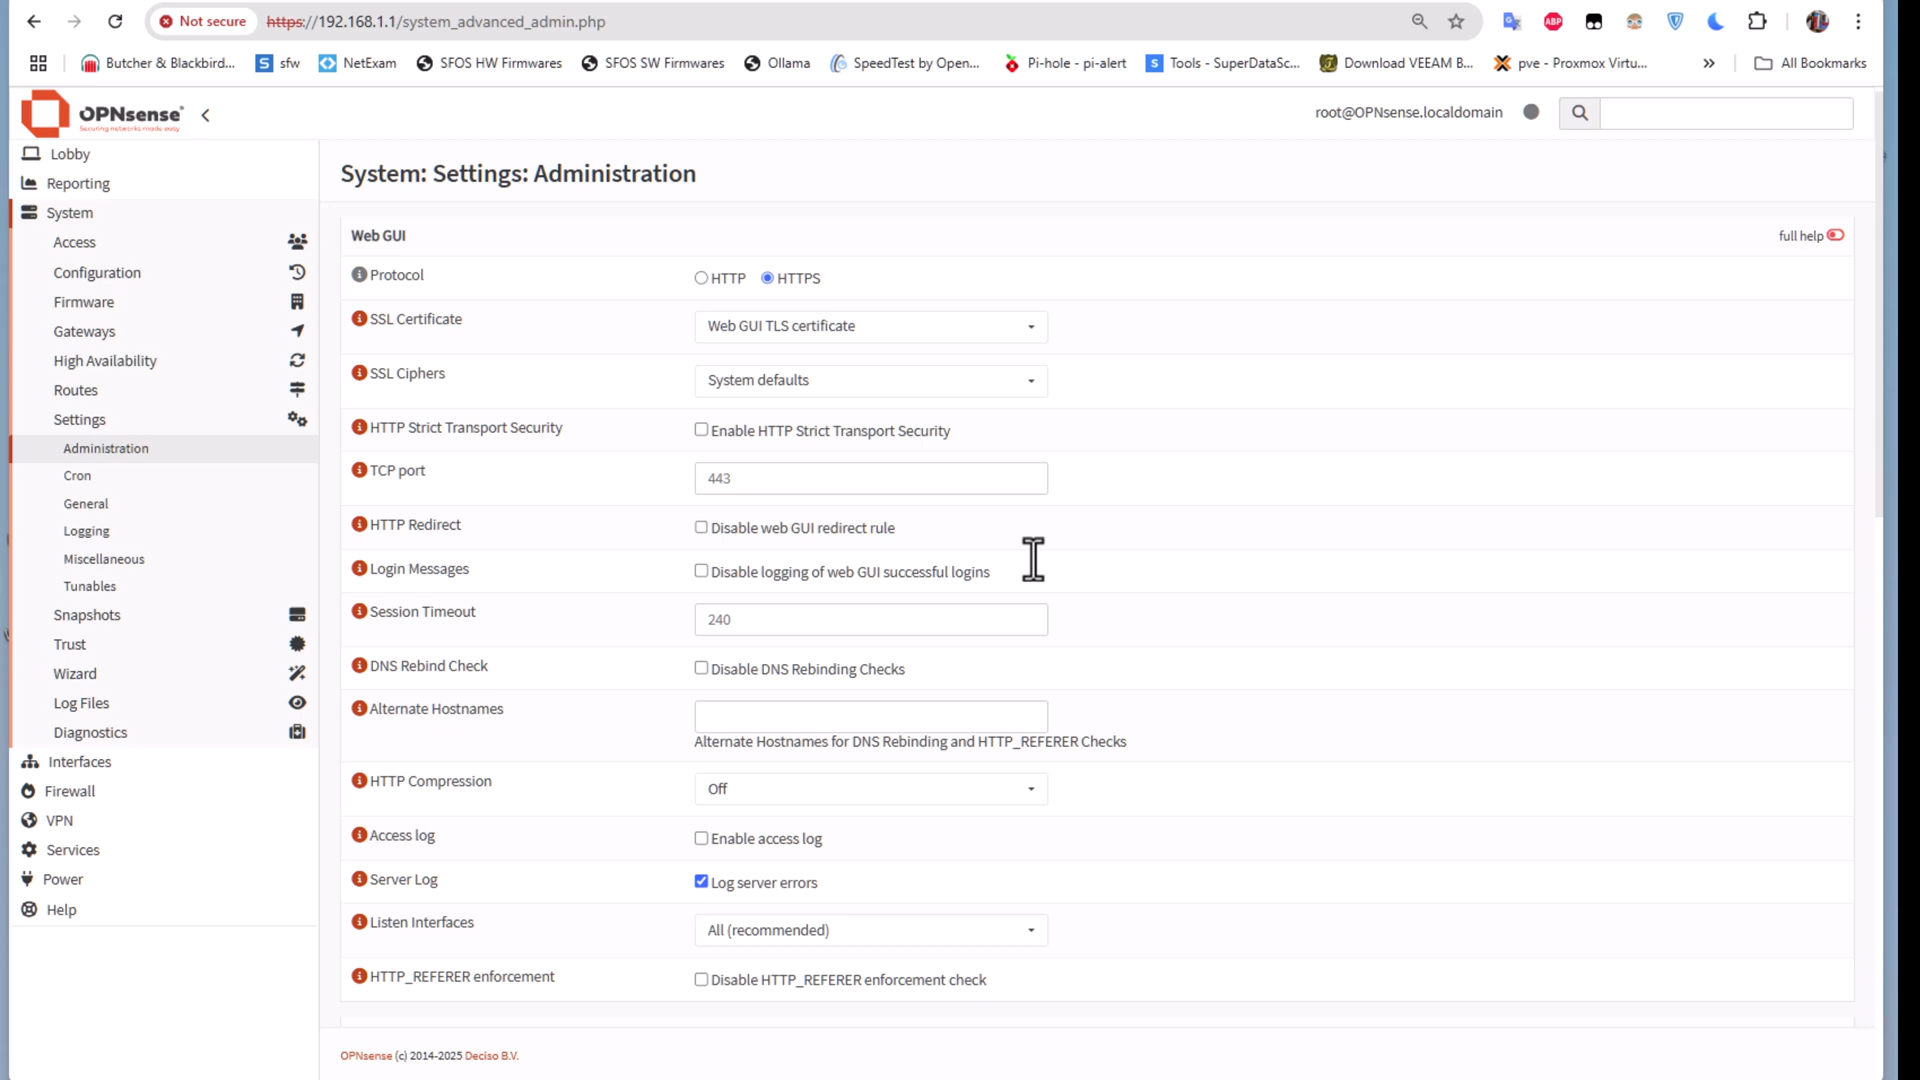 Not secure https://192.168.1.1/system_advanced_admin.php ABP
Butcher & Blackbird... sfw NetExam SFOS HW Firmwares SFOS SW Firmwares Ollama SpeedTest by Open... Pi-hole - pi-alert Tools - SuperDataSc... Download VEEAM B... pve - Proxmox Virtu... » All Bookmarks
OPNsense
Securing networks made easy
root@OPNsense.localdomain
Lobby
Reporting
System
Access
Configuration
Firmware
Gateways
High Availability
Routes
Settings
Administration
Cron
General
Logging
Miscellaneous
Tunables
Snapshots
Trust
Wizard
Log Files
Diagnostics
Interfaces
Firewall
VPN
Services
Power
Help
System: Settings: Administration
Web GUI full help
Protocol HTTP HTTPS
SSL Certificate Web GUI TLS certificate
SSL Ciphers System defaults
HTTP Strict Transport Security Enable HTTP Strict Transport Security
TCP port 443
HTTP Redirect Disable web GUI redirect rule
Login Messages Disable logging of web GUI successful logins
Session Timeout 240
DNS Rebind Check Disable DNS Rebinding Checks
Alternate Hostnames
Alternate Hostnames for DNS Rebinding and HTTP_REFERER Checks
HTTP Compression Off
Access log Enable access log
Server Log Log server errors
Listen Interfaces All (recommended)
HTTP_REFERER enforcement Disable HTTP_REFERER enforcement check
OPNsense (c) 2014-2025 Deciso B.V.